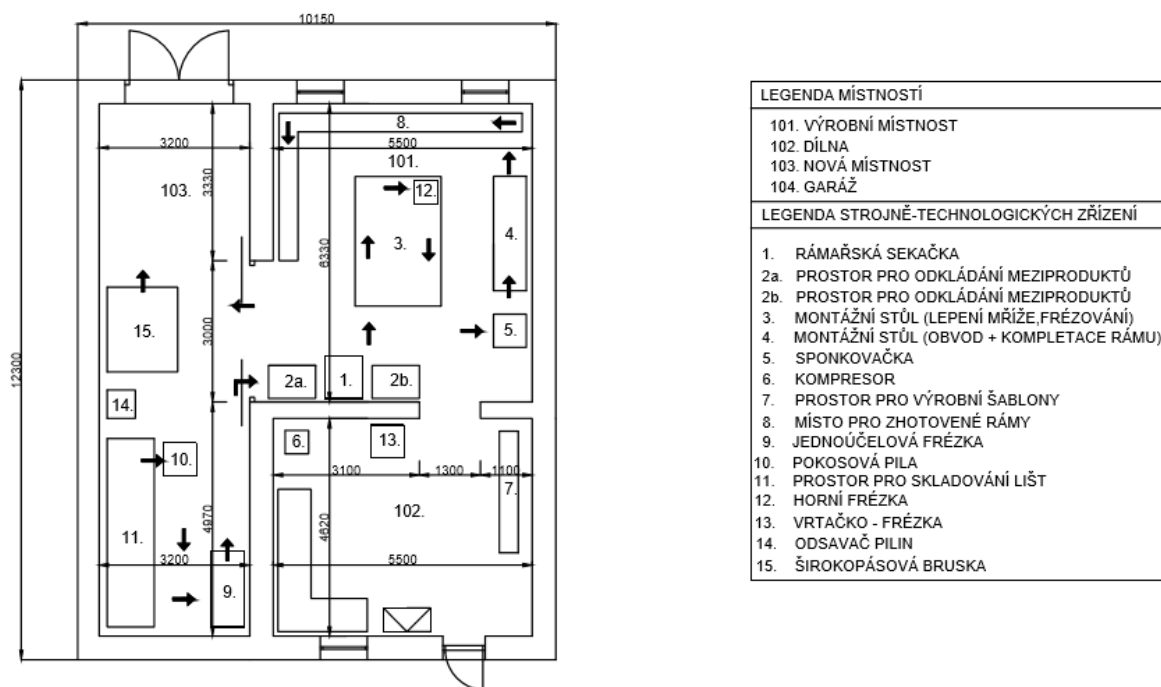 10150
12300
3200
103.
3330
3000
4970
15.
14.
10.
11.
3200
9.
8.
5500
101.
12.
3.
4.
6330
5.
2a.
1.
2b.
6.
13.
3100
1300
1100
7.
102.
4620
5500
LEGENDA MÍSTNOSTÍ
101. VÝROBNÍ MÍSTNOST
102. DÍLNA
103. NOVÁ MÍSTNOST
104. GARÁŽ
LEGENDA STROJNĚ-TECHNOLOGICKÝCH ZŘÍZENÍ
1. RÁMAŘSKÁ SEKAČKA
2a. PROSTOR PRO ODKLÁDÁNÍ MEZIPRODUKTŮ
2b. PROSTOR PRO ODKLÁDÁNÍ MEZIPRODUKTŮ
3. MONTÁŽNÍ STŮL (LEPENÍ MŘÍŽE,FRÉZOVÁNÍ)
4. MONTÁŽNÍ STŮL (OBVOD + KOMPLETACE RÁMU)
5. SPONKOVAČKA
6. KOMPRESOR
7. PROSTOR PRO VÝROBNÍ ŠABLONY
8. MÍSTO PRO ZHOTOVENÉ RÁMY
9. JEDNOÚČELOVÁ FRÉZKA
10. POKOSOVÁ PILA
11. PROSTOR PRO SKLADOVÁNÍ LIŠT
12. HORNÍ FRÉZKA
13. VRTAČKO - FRÉZKA
14. ODSAVAČ PILIN
15. ŠIROKOPÁSOVÁ BRUSKA